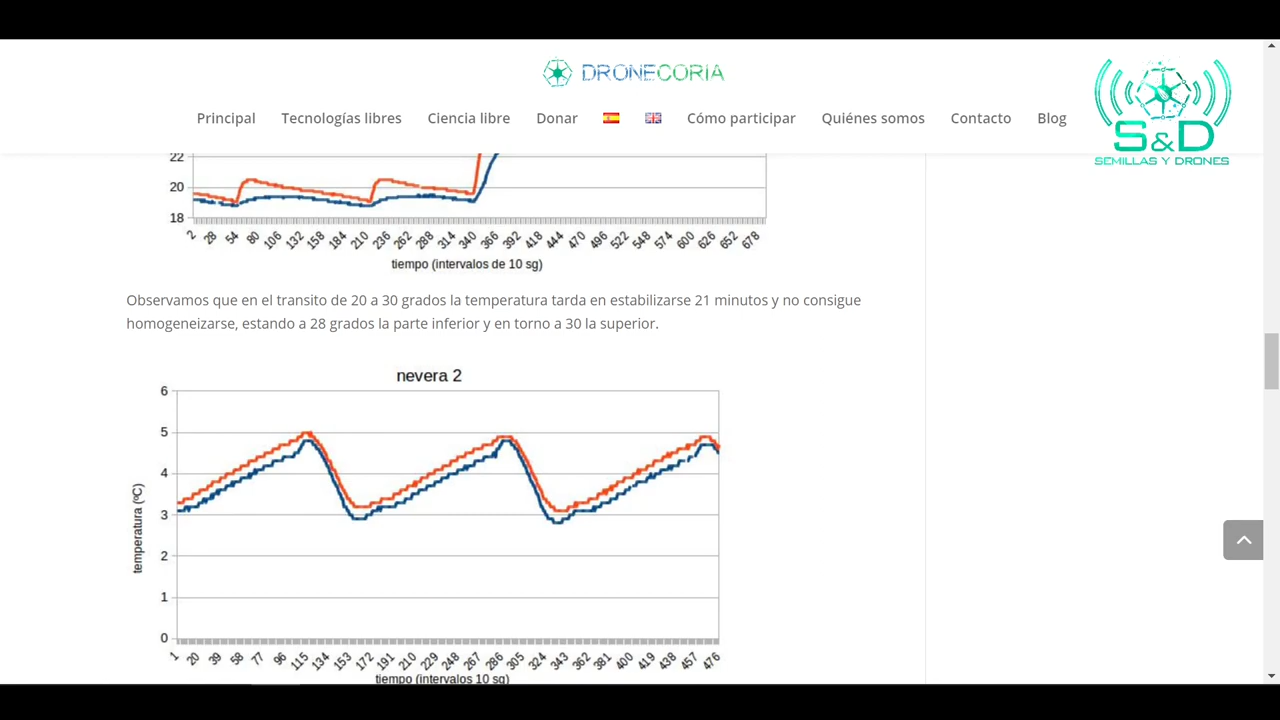 DRONECORIA
Principal Tecnologías libres Ciencia libre Donar Cómo participar Quiénes somos Contacto Blog
S&D
SEMILLAS Y DRONES
22
20
18
2 28 54 80 106 132 158 184 210 236 262 288 314 340 366 392 418 444 470 496 522 548 574 600 626 652 678
tiempo (intervalos de 10 sg)
Observamos que en el transito de 20 a 30 grados la temperatura tarda en estabilizarse 21 minutos y no consigue
homogeneizarse, estando a 28 grados la parte inferior y en torno a 30 la superior.
nevera 2
6
5
4
3
2
1
0
temperatura (ºC)
1 20 39 58 77 96 115 134 153 172 191 210 229 248 267 286 305 324 343 362 381 400 419 438 457 476
tiempo (intervalos 10 sg)